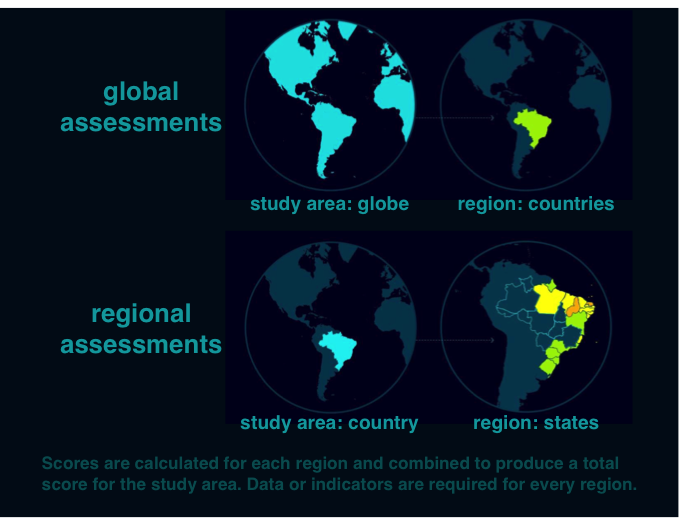 global
assessments
study area: globe
region: countries
regional
assessments
study area: country
region: states
Scores are calculated for each region and combined to produce a total
score for the study area. Data or indicators are required for every region.